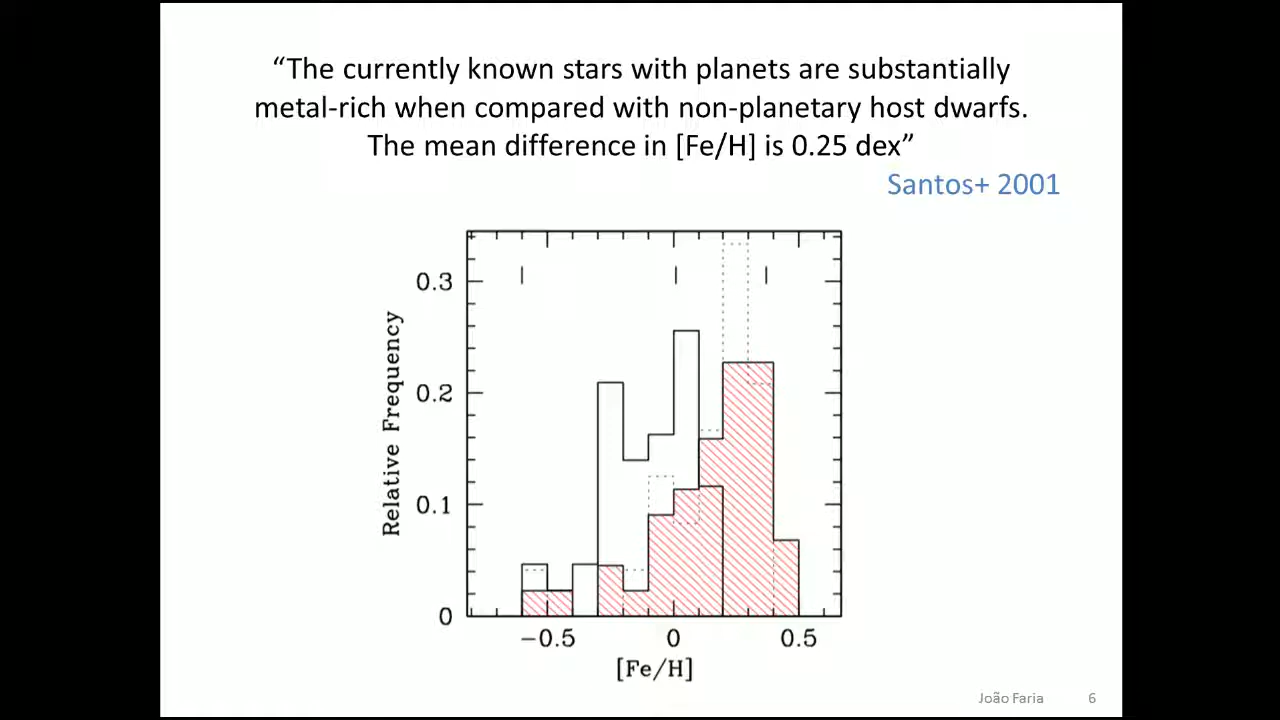 “The currently known stars with planets are substantially
metal-rich when compared with non-planetary host dwarfs.
The mean difference in [Fe/H] is 0.25 dex”
Santos+ 2001
0.3
0.2
0.1
0
Relative Frequency
−0.5
0
0.5
[Fe/H]
João Faria
6